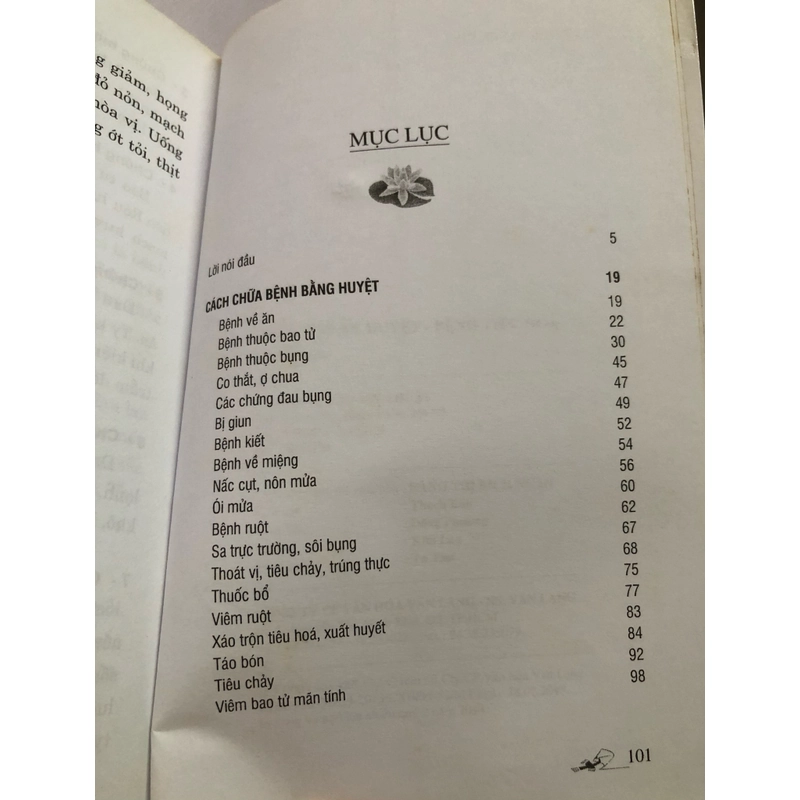 g giảm, họng
đỏ nỏn, mạch
hòa vị. Uống
g ớt tỏi, thịt
MỤC LỤC
Lời nói đầu 5
CÁCH CHỮA BỆNH BẰNG HUYỆT 19
Bệnh về ăn 19
Bệnh thuộc bao tử 22
Bệnh thuộc bụng 30
Co thắt, ợ chua 45
Các chứng đau bụng 47
Bị giun 49
Bệnh kiết 52
Bệnh về miệng 54
Nấc cụt, nôn mửa 56
Ói mửa 60
Bệnh ruột 62
Sa trực trường, sôi bụng 67
Thoát vị, tiêu chảy, trúng thực 68
Thuốc bổ 75
Viêm ruột 77
Xáo trộn tiêu hoá, xuất huyết 83
Táo bón 84
Tiêu chảy 92
Viêm bao tử mãn tính 98
101